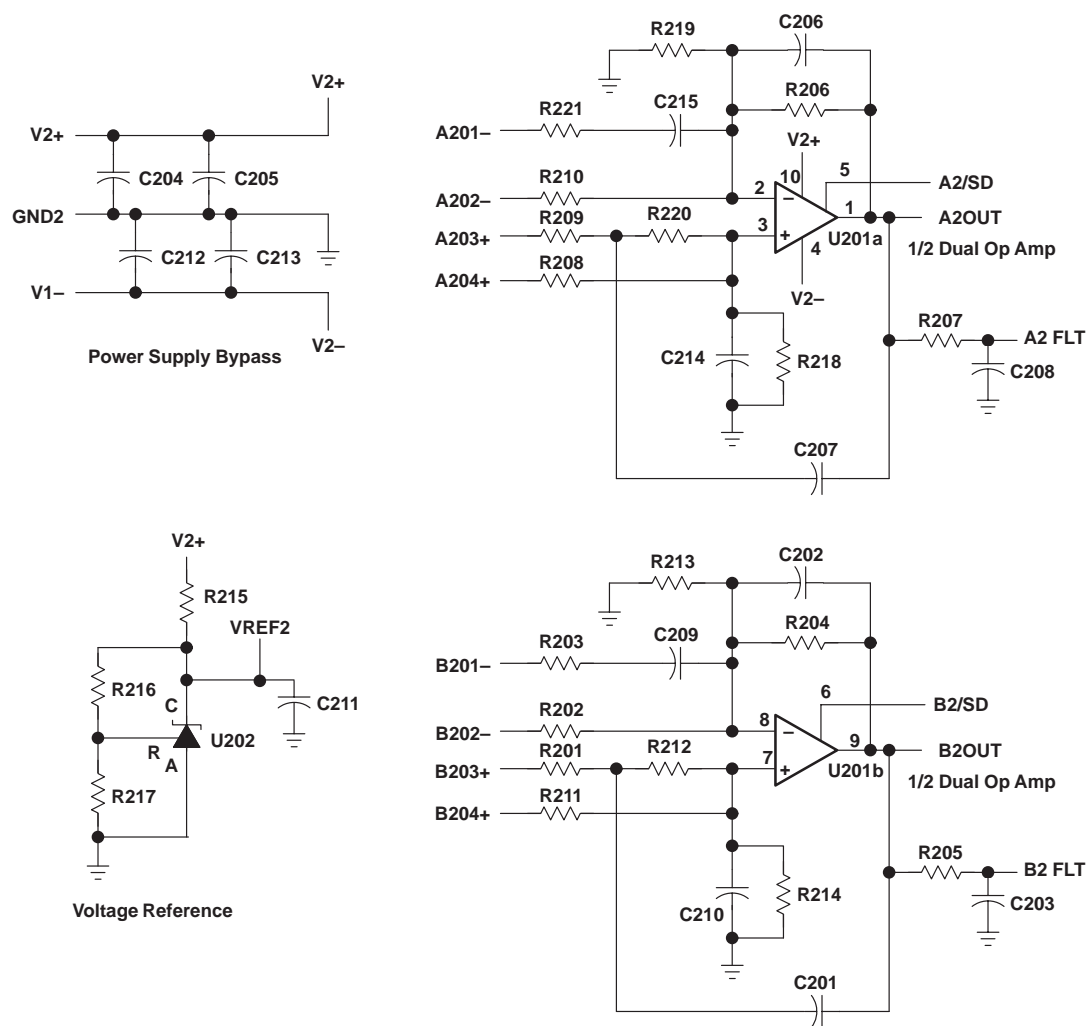 V2+
V2+
C204
C205
GND2
C212
C213
V1–
V2–
Power Supply Bypass
R219
C206
R221
C215
R206
A201–
V2+
R210
10
5
A2/SD
A202–
2
–
R209
R220
3
+
1
A2OUT
A203+
U201a
4
1/2 Dual Op Amp
R208
A204+
V2–
R207
A2 FLT
C214
R218
C208
C207
V2+
R215
VREF2
R216
C
C211
U202
R
A
R217
Voltage Reference
R213
C202
R203
C209
R204
B201–
6
B2/SD
R202
8
–
B202–
R201
R212
7
+
9
B2OUT
B203+
U201b
1/2 Dual Op Amp
R211
B204+
R205
B2 FLT
C210
R214
C203
C201